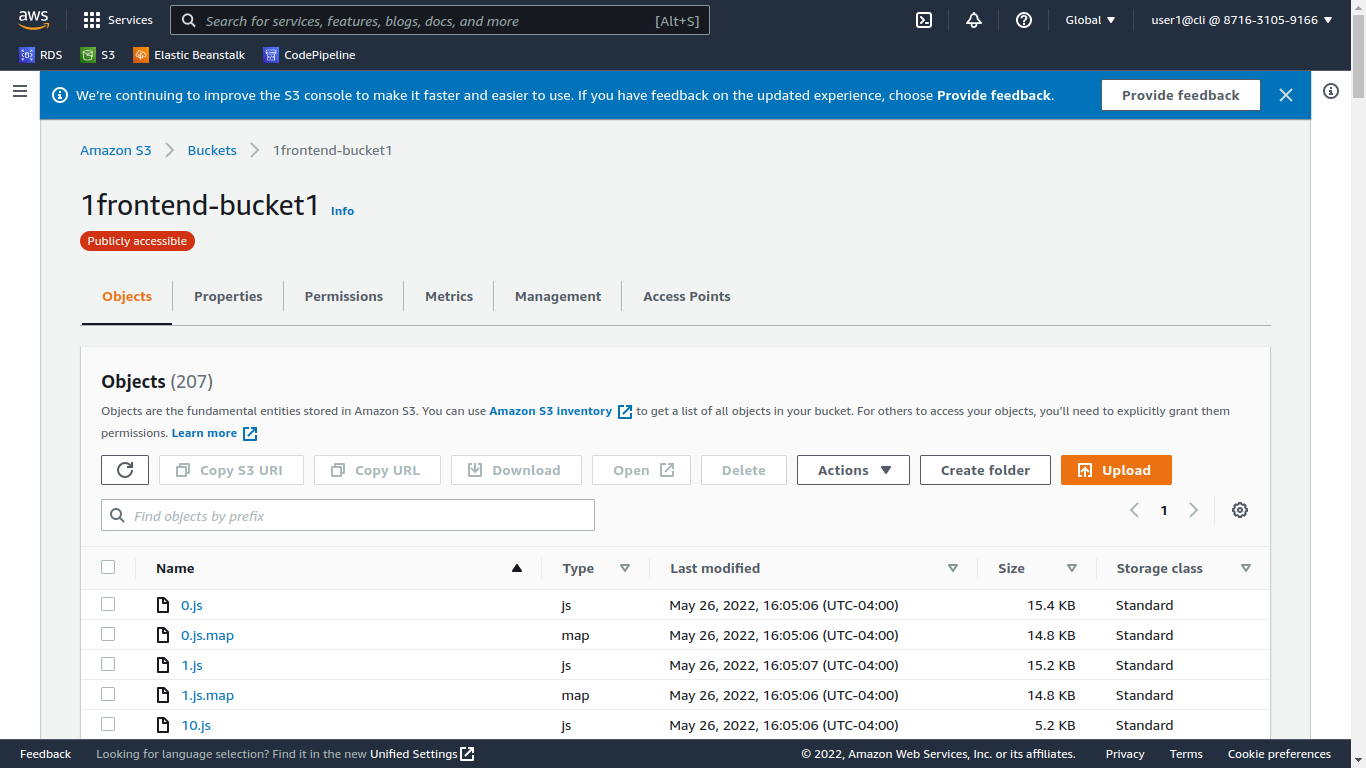 aws Services Search for services, features, blogs, docs, and more [Alt+S] Global user1@cli @ 8716-3105-9166
RDS S3 Elastic Beanstalk CodePipeline
We're continuing to improve the S3 console to make it faster and easier to use. If you have feedback on the updated experience, choose Provide feedback. Provide feedback
Amazon S3 Buckets 1frontend-bucket1
1frontend-bucket1 Info
Publicly accessible
Objects Properties Permissions Metrics Management Access Points
Objects (207)
Objects are the fundamental entities stored in Amazon S3. You can use Amazon S3 inventory to get a list of all objects in your bucket. For others to access your objects, you'll need to explicitly grant them
permissions. Learn more
Copy S3 URI Copy URL Download Open Delete Actions Create folder Upload
Find objects by prefix 1
Name Type Last modified Size Storage class
0.js js May 26, 2022, 16:05:06 (UTC-04:00) 15.4 KB Standard
0.js.map map May 26, 2022, 16:05:06 (UTC-04:00) 14.8 KB Standard
1.js js May 26, 2022, 16:05:07 (UTC-04:00) 15.2 KB Standard
1.js.map map May 26, 2022, 16:05:06 (UTC-04:00) 14.8 KB Standard
10.js js May 26, 2022, 16:05:06 (UTC-04:00) 5.2 KB Standard
Feedback Looking for language selection? Find it in the new Unified Settings © 2022, Amazon Web Services, Inc. or its affiliates. Privacy Terms Cookie preferences